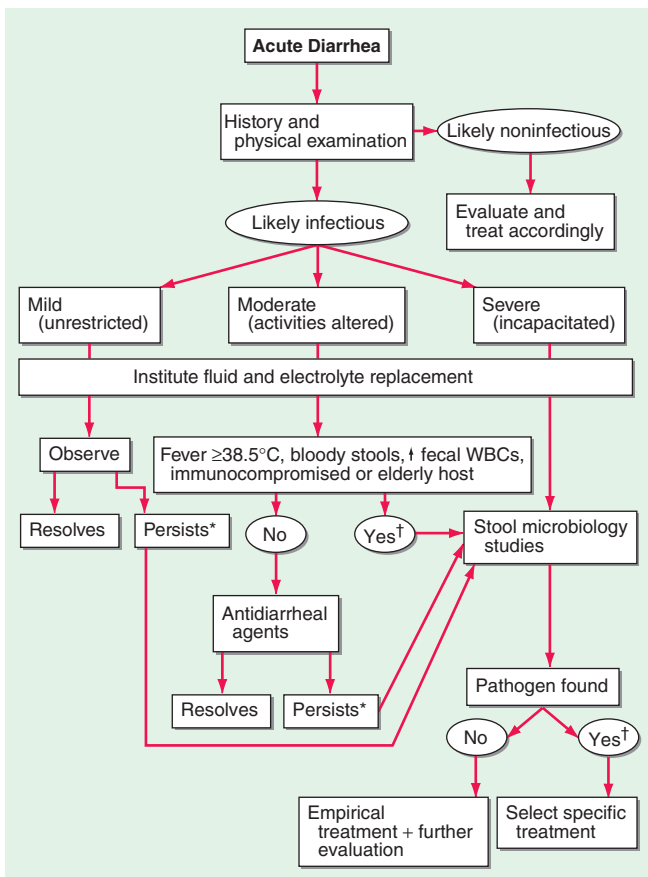 Acute Diarrhea
History and
physical examination
Likely noninfectious
Likely infectious
Evaluate and
treat accordingly
Mild
(unrestricted)
Moderate
(activities altered)
Severe
(incapacitated)
Institute fluid and electrolyte replacement
Observe
Fever ≥38.5°C, bloody stools, ↑ fecal WBCs,
immunocompromised or elderly host
Resolves
Persists*
No
Yes†
Stool microbiology
studies
Antidiarrheal
agents
Resolves
Persists*
Pathogen found
No
Yes†
Empirical
treatment + further
evaluation
Select specific
treatment